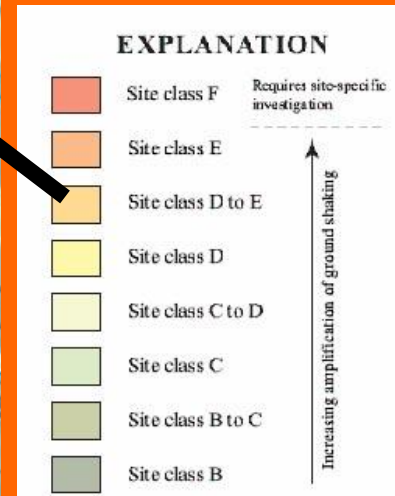 EXPLANATION
Site class F
Requires site-specific
investigation
Site class E
Site class D to E
Site class D
Site class C to D
Site class C
Site class B to C
Site class B
Increasing amplification of ground shaking